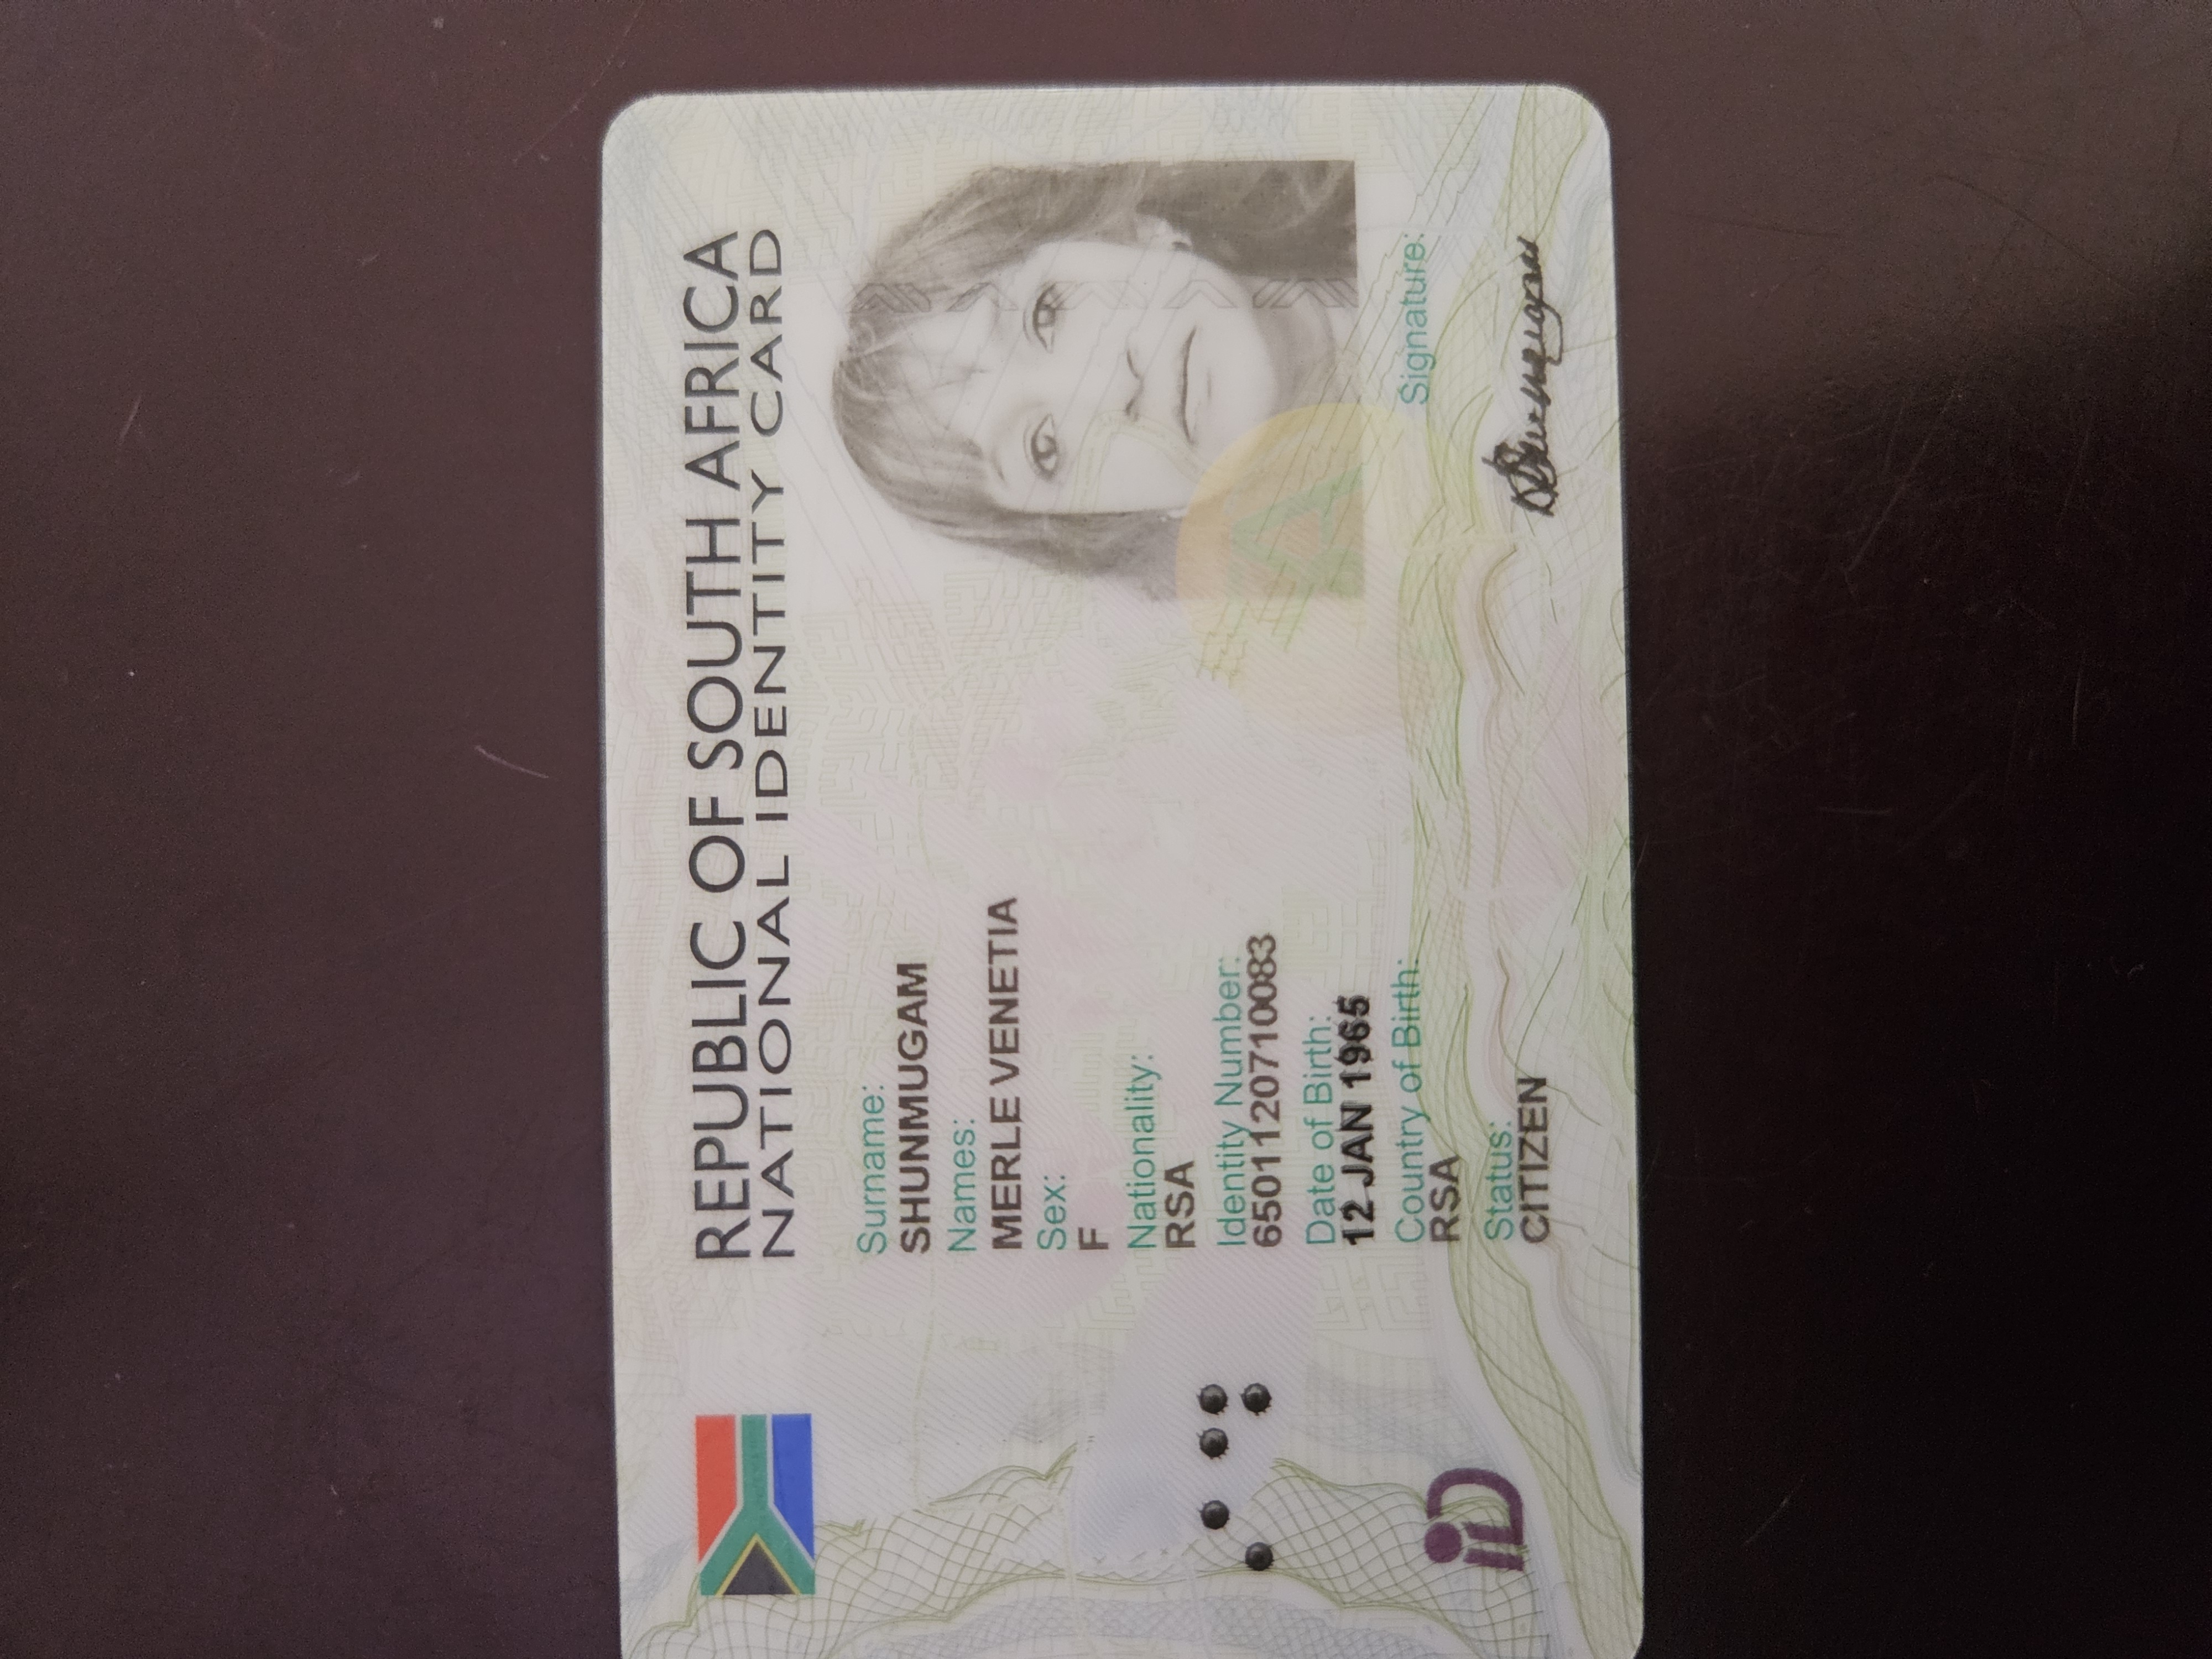 REPUBLIC OF SOUTH AFRICA
NATIONAL IDENTITY CARD
Surname:
SHUNMUGAM
Names:
MERLE VENETIA
Sex:
F
Nationality:
RSA
Identity Number:
6501120710083
Date of Birth:
12 JAN 1965
Country of Birth:
RSA
Status:
CITIZEN
iD
A
Signature: